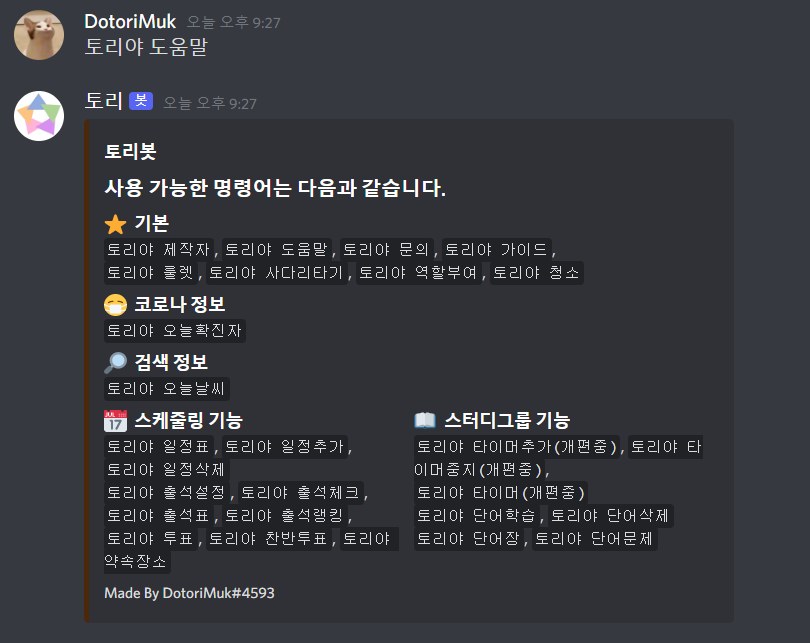 DotoriMuk 오늘 오후 9:27
토리야 도움말
토리 봇 오늘 오후 9:27
토리봇
사용 가능한 명령어는 다음과 같습니다.
기본
토리야 제작자, 토리야 도움말, 토리야 문의, 토리야 가이드,
토리야 룰렛, 토리야 사다리타기, 토리야 역할부여, 토리야 청소
코로나 정보
토리야 오늘확진자
검색 정보
토리야 오늘날씨
JUL 17 스케줄링 기능
토리야 일정표, 토리야 일정추가,
토리야 일정삭제
토리야 출석설정, 토리야 출석체크,
토리야 출석표, 토리야 출석랭킹,
토리야 투표, 토리야 찬반투표, 토리야
약속장소
스터디그룹 기능
토리야 타이머추가(개편중), 토리야 타
이머중지(개편중),
토리야 타이머(개편중)
토리야 단어학습, 토리야 단어삭제
토리야 단어장, 토리야 단어문제
Made By DotoriMuk#4593